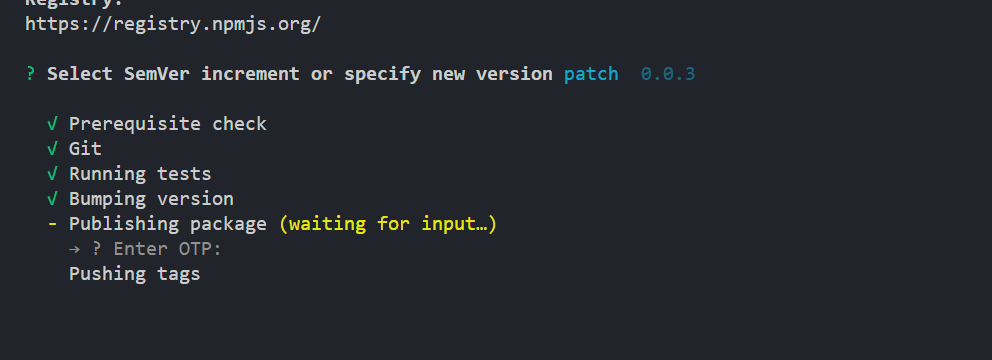 Registry:
https://registry.npmjs.org/
? Select SemVer increment or specify new version patch  0.0.3
√ Prerequisite check
√ Git
√ Running tests
√ Bumping version
- Publishing package (waiting for input…)
→ ? Enter OTP:
Pushing tags